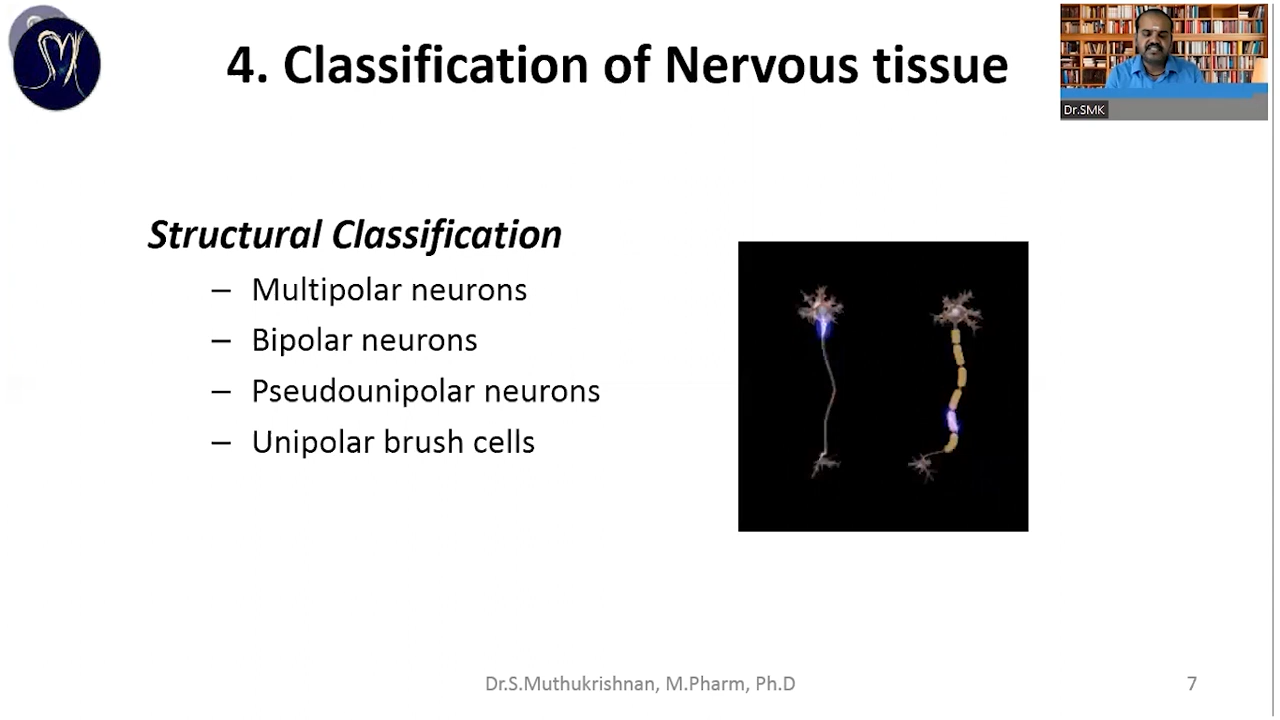 SM
4. Classification of Nervous tissue
Dr.SMK
Structural Classification
– Multipolar neurons
– Bipolar neurons
– Pseudounipolar neurons
– Unipolar brush cells
Dr.S.Muthukrishnan, M.Pharm, Ph.D
7